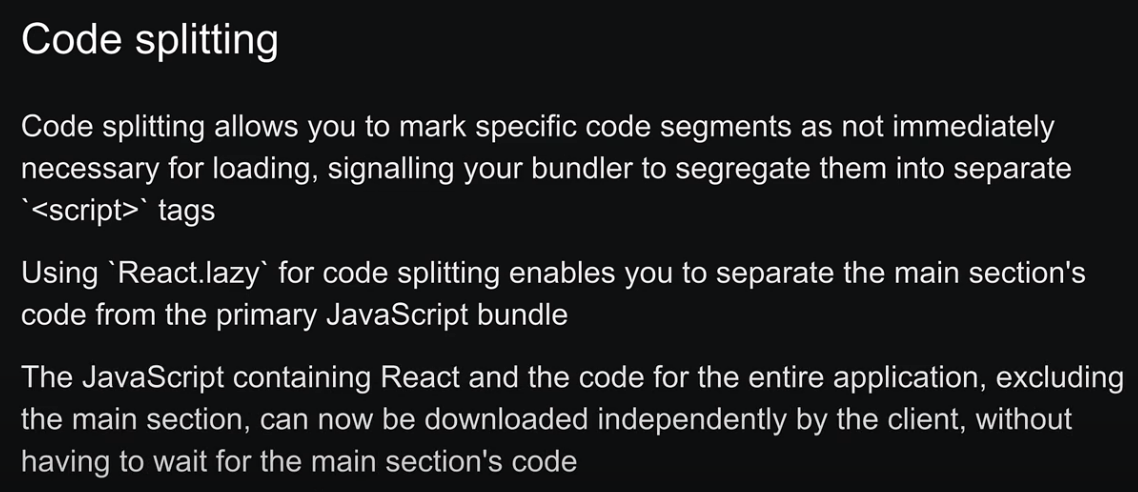 Code splitting
Code splitting allows you to mark specific code segments as not immediately
necessary for loading, signalling your bundler to segregate them into separate
`<script>` tags
Using `React.lazy` for code splitting enables you to separate the main section's
code from the primary JavaScript bundle
The JavaScript containing React and the code for the entire application, excluding
the main section, can now be downloaded independently by the client, without
having to wait for the main section's code